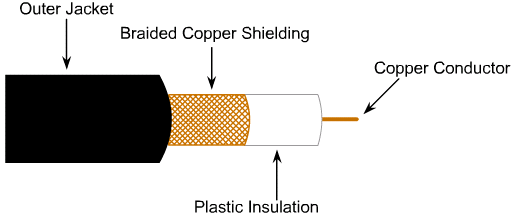 Outer Jacket
Braided Copper Shielding
Copper Conductor
Plastic Insulation